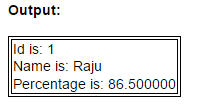 Output:
Id is: 1
Name is: Raju
Percentage is: 86.500000